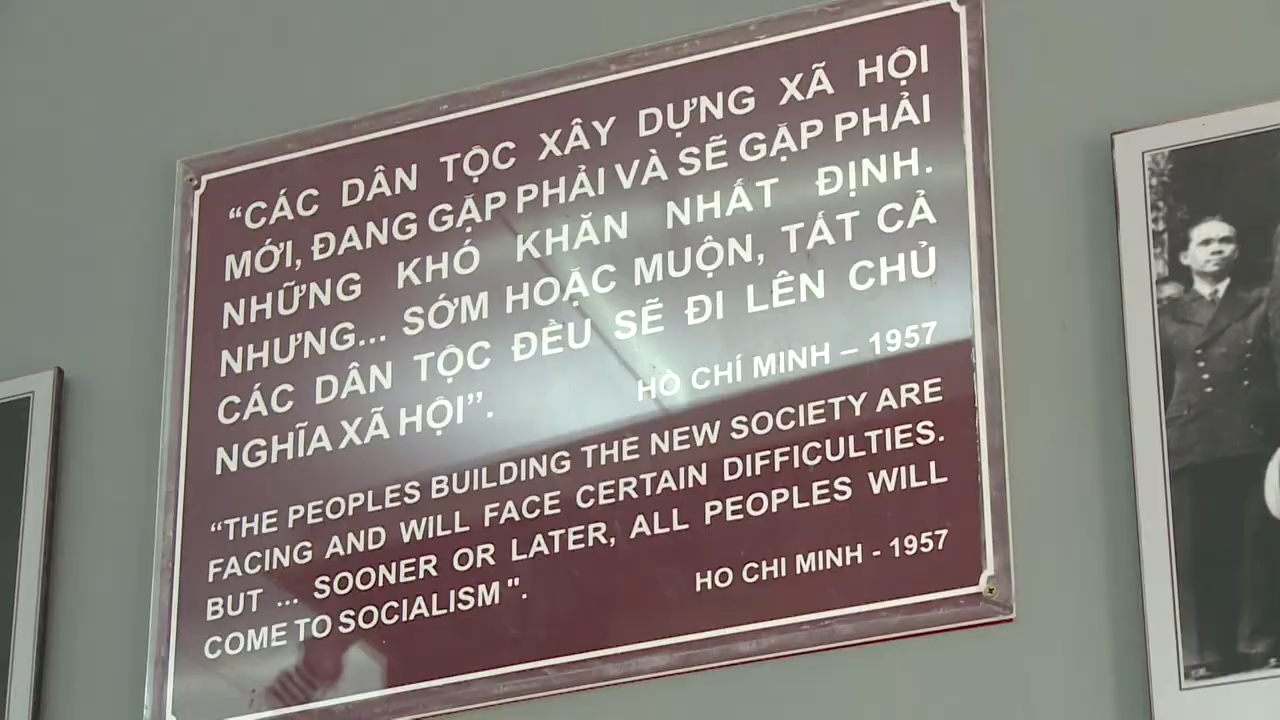 “CÁC DÂN TỘC XÂY DỰNG XÃ HỘI
MỚI, ĐANG GẶP PHẢI VÀ SẼ GẶP PHẢI
NHỮNG KHÓ KHĂN NHẤT ĐỊNH.
NHƯNG... SỚM HOẶC MUỘN, TẤT CẢ
CÁC DÂN TỘC ĐỀU SẼ ĐI LÊN CHỦ
NGHĨA XÃ HỘI”.
HỒ CHÍ MINH – 1957
“THE PEOPLES BUILDING THE NEW SOCIETY ARE
FACING AND WILL FACE CERTAIN DIFFICULTIES.
BUT ... SOONER OR LATER, ALL PEOPLES WILL
COME TO SOCIALISM ".
HO CHI MINH - 1957